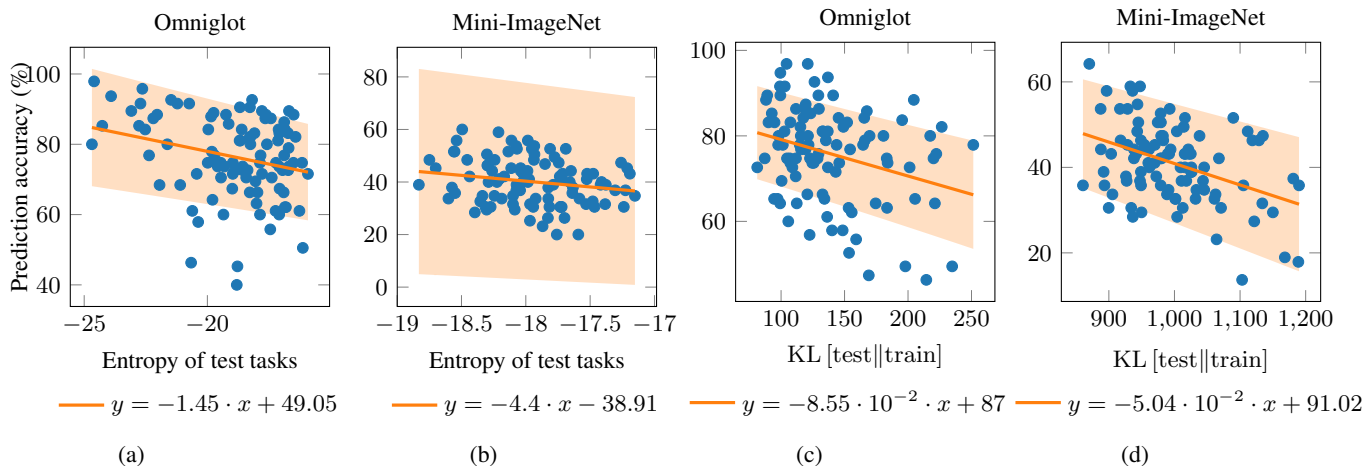 Omniglot
Mini-ImageNet
Omniglot
Mini-ImageNet
Prediction accuracy (%)
100
80
60
40
−25
−20
Entropy of test tasks
80
60
40
20
0
−19
−18.5
−18
−17.5
−17
Entropy of test tasks
100
80
60
100
150
200
250
KL [test∥train]
60
40
20
900
1,000
1,100
1,200
KL [test∥train]
y = −1.45 · x + 49.05
y = −4.4 · x − 38.91
y = −8.55 · 10⁻² · x + 87
y = −5.04 · 10⁻² · x + 91.02
(a)
(b)
(c)
(d)